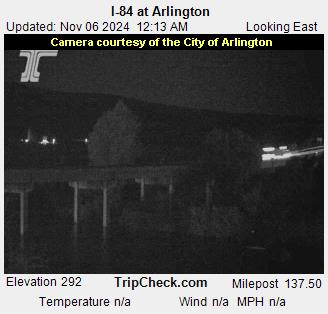 I-84 at Arlington
Updated: Nov 06 2024 12:13 AM Looking East
Camera courtesy of the City of Arlington
Elevation 292 TripCheck.com Milepost 137.50
Temperature n/a Wind n/a MPH n/a